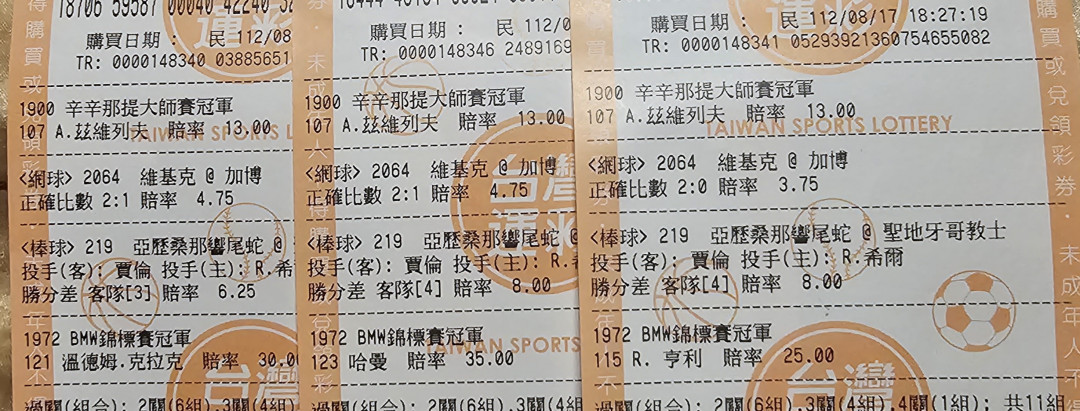 18706 59587 00040 42240
購買日期: 民 112/08
TR: 0000148340 03885651
1900 辛辛那提大師賽冠軍
107 A.玆維列夫 賠率 13.00
<網球> 2064 維基克 @ 加博
正確比數 2:1 賠率 4.75
<棒球> 219 亞歷桑那響尾蛇 @
投手(客): 賈倫 投手(主): R.
勝分差 客隊[3] 賠率 6.25
1972 BMW錦標賽冠軍
121 溫德姆.克拉克 賠率 30.00
過關(組合): 2關(6組),3關(4組
購買日期: 民 112/0
TR: 0000148346 2489169
1900 辛辛那提大師賽冠軍
107 A.玆維列夫 賠率 13.00
<網球> 2064 維基克 @ 加博
正確比數 2:1 賠率 4.75
<棒球> 219 亞歷桑那響尾蛇 @
投手(客): 賈倫 投手(主): R.
勝分差 客隊[4] 賠率 8.00
1972 BMW錦標賽冠軍
123 哈曼 賠率 35.00
過關(組合): 2關(6組),3關(4組
購買日期: 民 112/08/17 18:27:19
TR: 0000148341 05293921360754655082
1900 辛辛那提大師賽冠軍
107 A.玆維列夫 賠率 13.00
TAIWAN SPORTS LOTTERY
<網球> 2064 維基克 @ 加博
正確比數 2:0 賠率 3.75
<棒球> 219 亞歷桑那響尾蛇 @ 聖地牙哥教士
投手(客): 賈倫 投手(主): R.希爾
勝分差 客隊[4] 賠率 8.00
1972 BMW錦標賽冠軍
115 R. 亨利 賠率 25.00
過關(組合): 2關(6組),3關(4組),4關(1組); 共11組
台灣
運彩